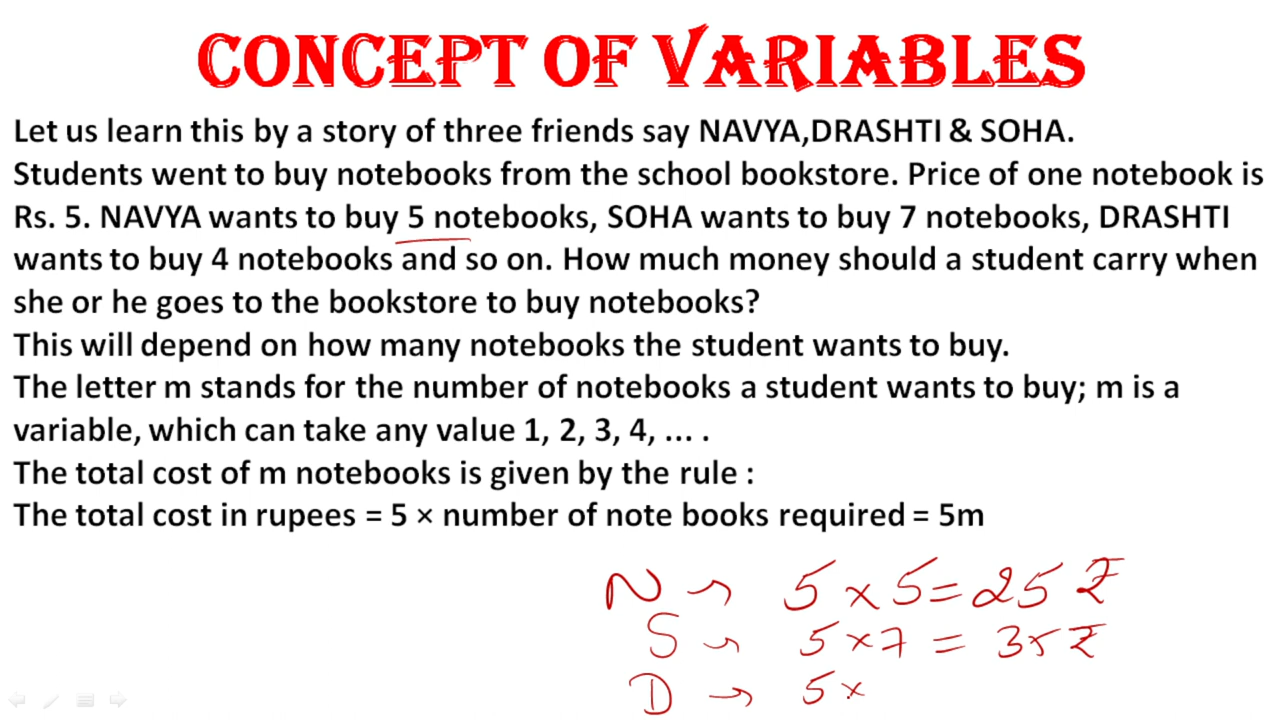 CONCEPT OF VARIABLES
Let us learn this by a story of three friends say NAVYA,DRASHTI & SOHA.
Students went to buy notebooks from the school bookstore. Price of one notebook is
Rs. 5. NAVYA wants to buy 5 notebooks, SOHA wants to buy 7 notebooks, DRASHTI
wants to buy 4 notebooks and so on. How much money should a student carry when
she or he goes to the bookstore to buy notebooks?
This will depend on how many notebooks the student wants to buy.
The letter m stands for the number of notebooks a student wants to buy; m is a
variable, which can take any value 1, 2, 3, 4, ... .
The total cost of m notebooks is given by the rule :
The total cost in rupees = 5 × number of note books required = 5m
N → 5 × 5 = 25 ₹
S → 5 × 7 = 35 ₹
D → 5 ×